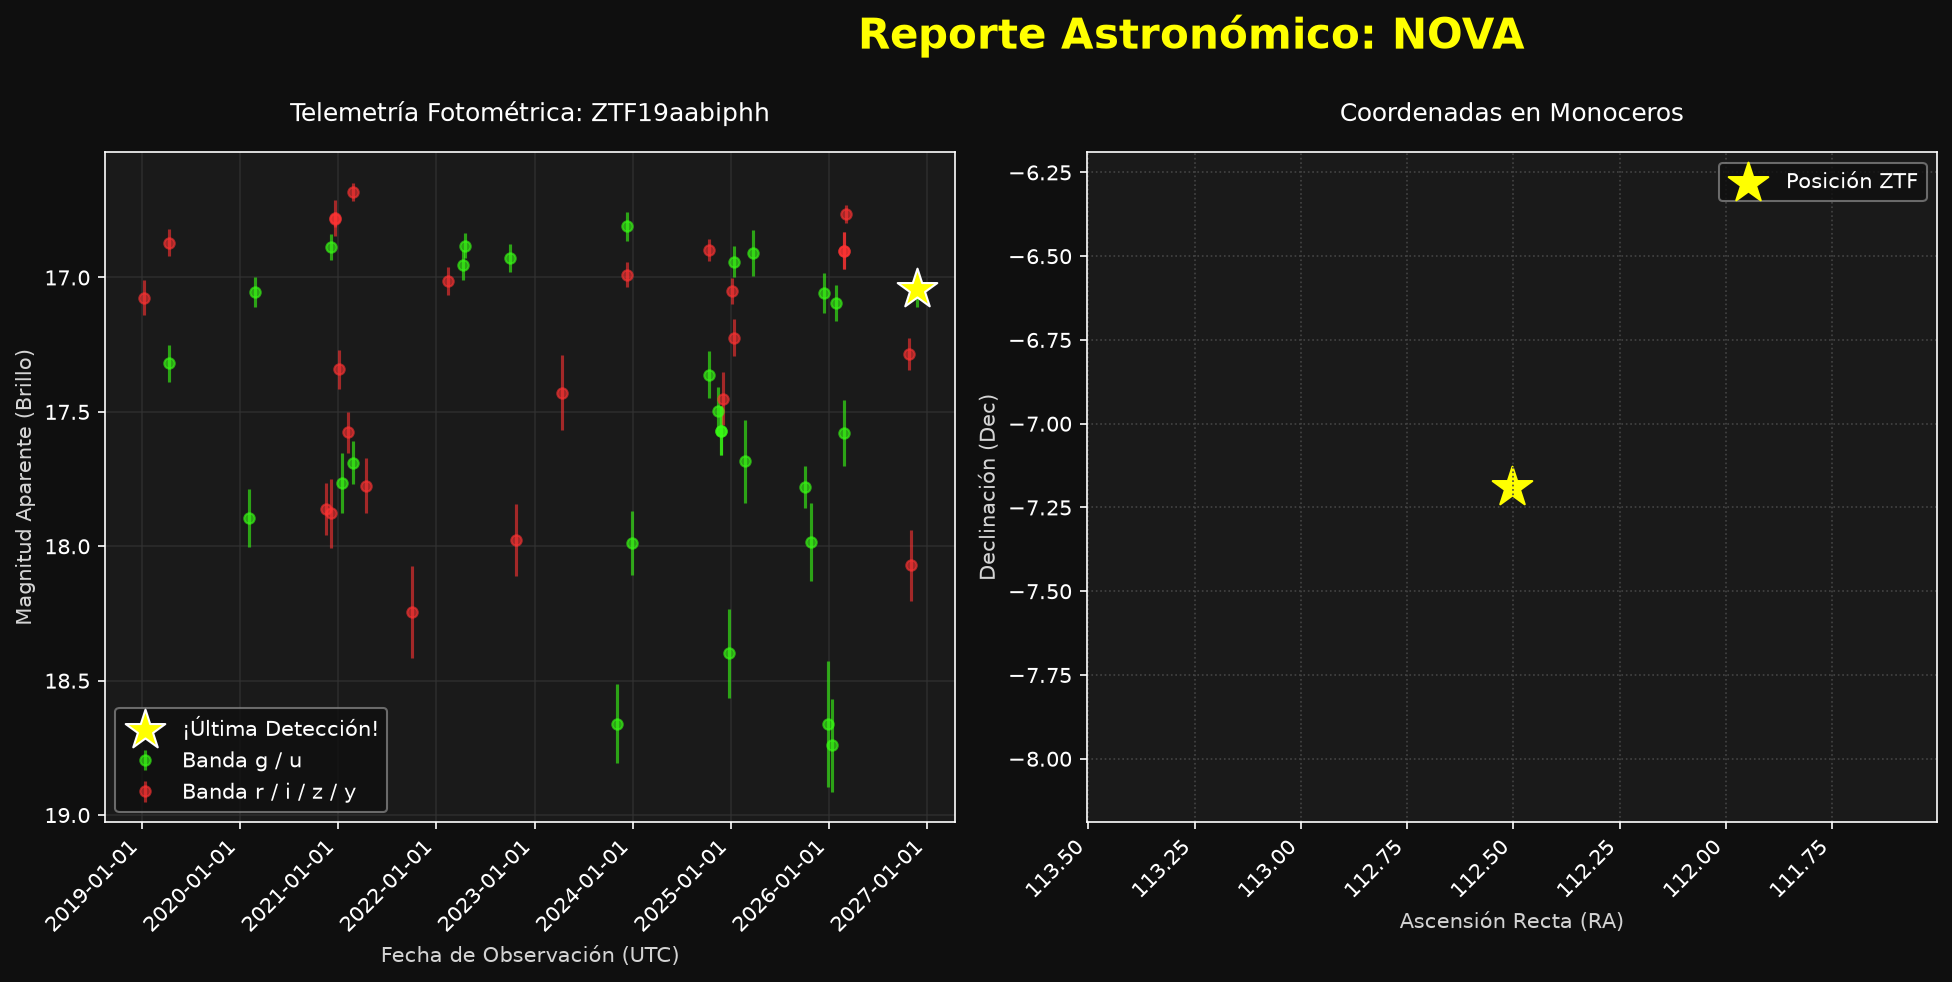 Reporte Astronómico: NOVA
Telemetría Fotométrica: ZTF19aabiphh
Magnitud Aparente (Brillo)
17.0
17.5
18.0
18.5
19.0
¡Última Detección!
Banda g / u
Banda r / i / z / y
2019-01-01
2020-01-01
2021-01-01
2022-01-01
2023-01-01
2024-01-01
2025-01-01
2026-01-01
2027-01-01
Fecha de Observación (UTC)
Coordenadas en Monoceros
Declinación (Dec)
−6.25
−6.50
−6.75
−7.00
−7.25
−7.50
−7.75
−8.00
Posición ZTF
113.50
113.25
113.00
112.75
112.50
112.25
112.00
111.75
Ascensión Recta (RA)